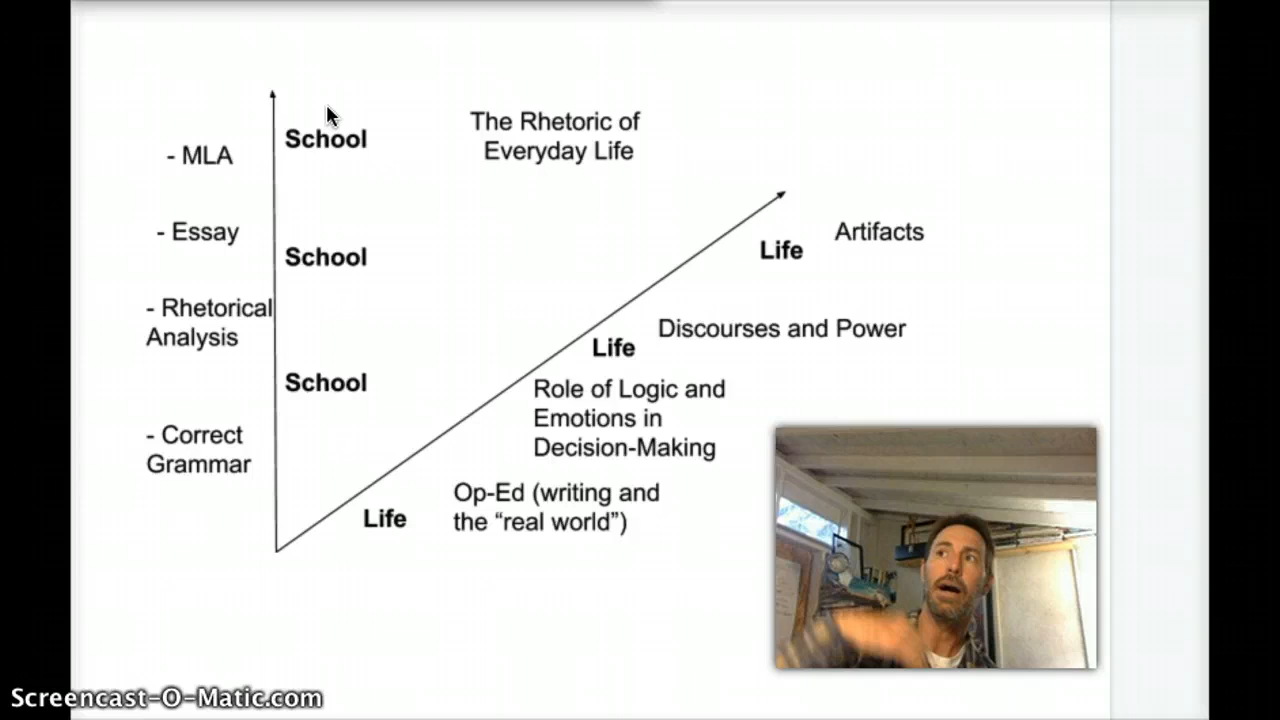 School
The Rhetoric of
Everyday Life
- MLA
- Essay
School
Life
Artifacts
- Rhetorical
Analysis
School
Life
Discourses and Power
Role of Logic and
Emotions in
Decision-Making
- Correct
Grammar
Life
Op-Ed (writing and
the “real world”)
Screencast-O-Matic.com